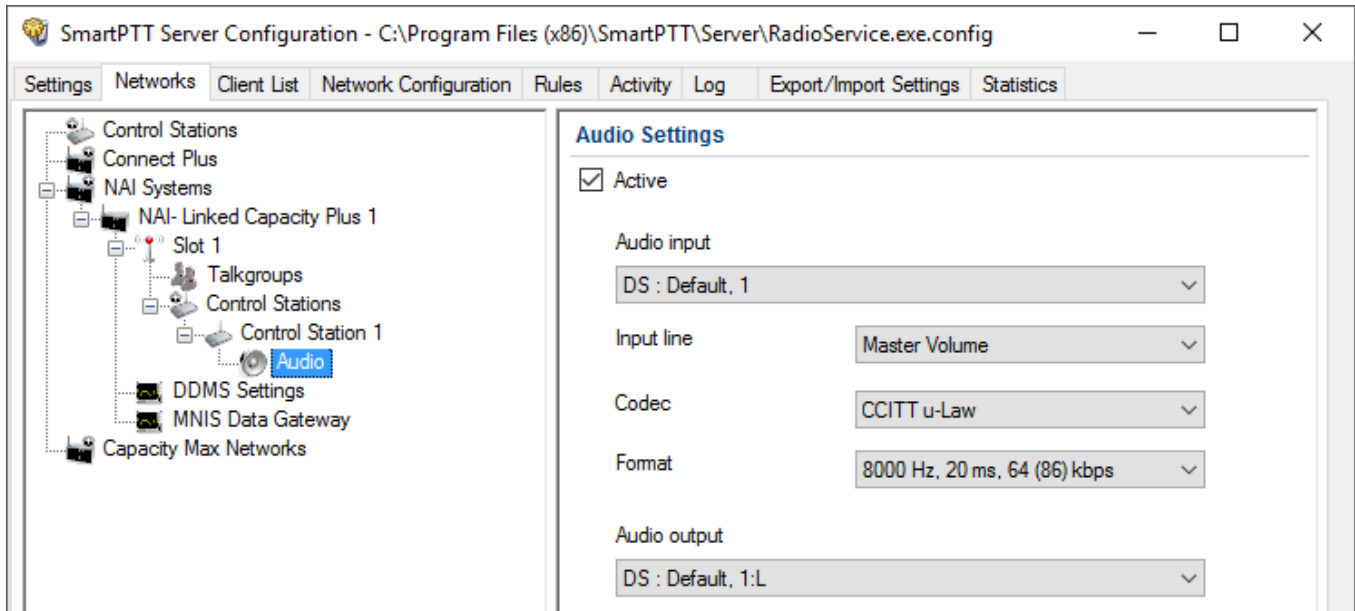 SmartPTT Server Configuration - C:\Program Files (x86)\SmartPTT\Server\RadioService.exe.config
Settings Networks Client List Network Configuration Rules Activity Log Export/Import Settings Statistics
Control Stations
Connect Plus
NAI Systems
NAI- Linked Capacity Plus 1
Slot 1
Talkgroups
Control Stations
Control Station 1
Audio
DDMS Settings
MNIS Data Gateway
Capacity Max Networks
Audio Settings
Active
Audio input
DS : Default, 1
Input line Master Volume
Codec CCITT u-Law
Format 8000 Hz, 20 ms, 64 (86) kbps
Audio output
DS : Default, 1:L